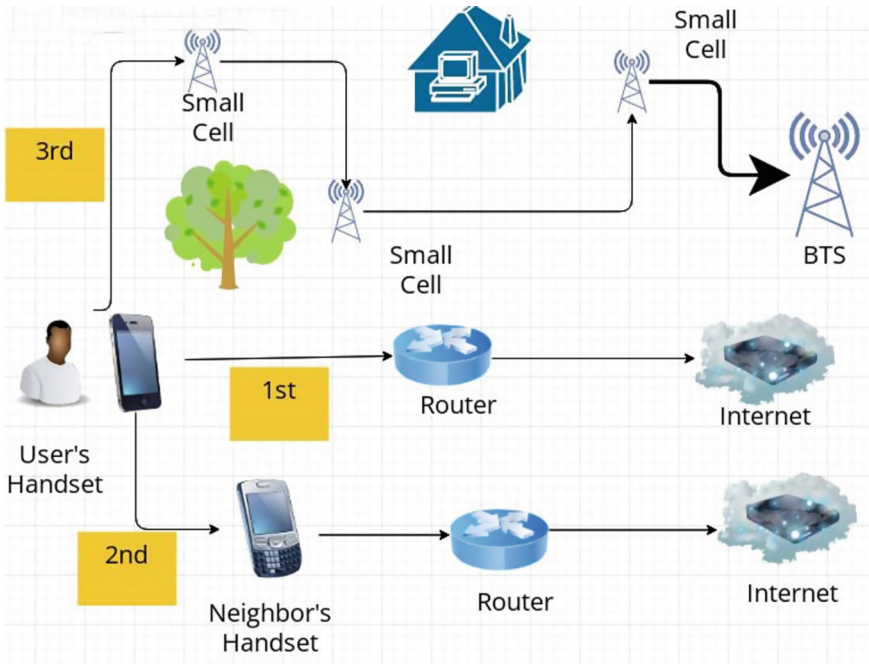 Small
Cell
Small
Cell
3rd
BTS
Small
Cell
1st
Router
Internet
User's
Handset
2nd
Neighbor's
Handset
Router
Internet